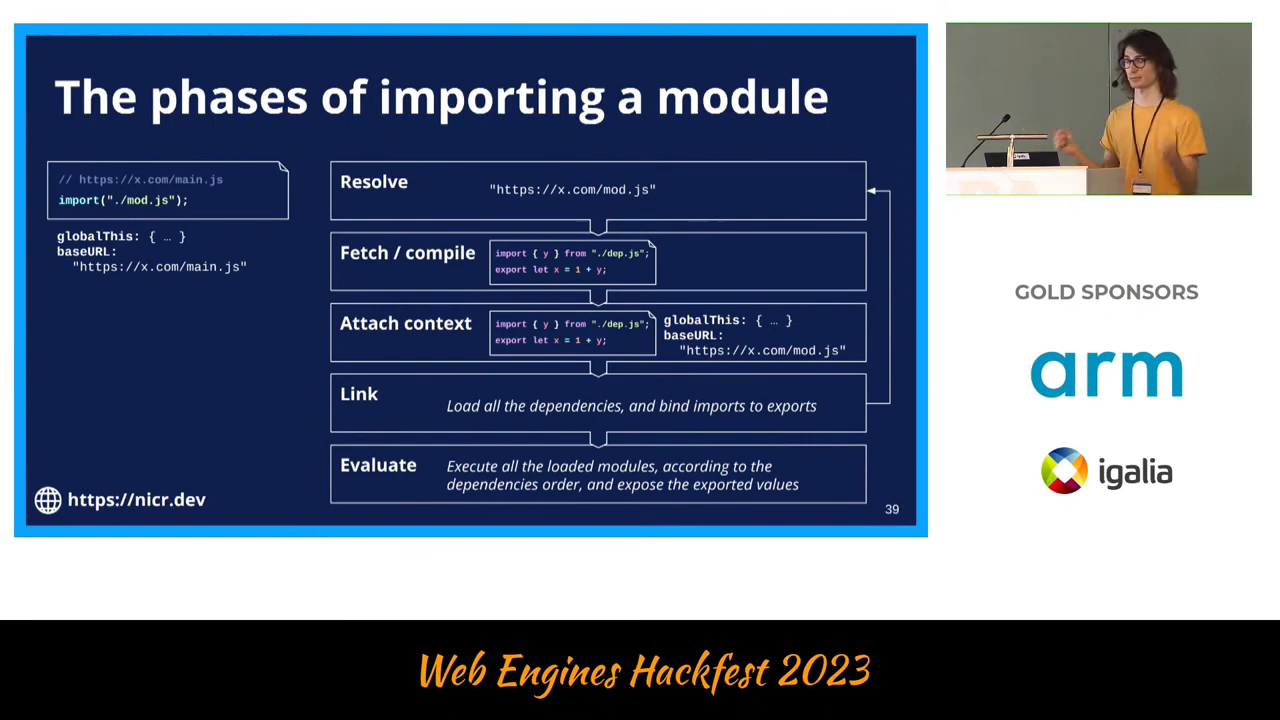 The phases of importing a module
// https://x.com/main.js
import("./mod.js");
globalThis: { … }
baseURL:
"https://x.com/main.js"
Resolve
"https://x.com/mod.js"
Fetch / compile
import { y } from "./dep.js";
export let x = 1 + y;
Attach context
import { y } from "./dep.js";
export let x = 1 + y;
globalThis: { … }
baseURL:
"https://x.com/mod.js"
Link
Load all the dependencies, and bind imports to exports
Evaluate
Execute all the loaded modules, according to the
dependencies order, and expose the exported values
https://nicr.dev
39
GOLD SPONSORS
arm
igalia
Web Engines Hackfest 2023